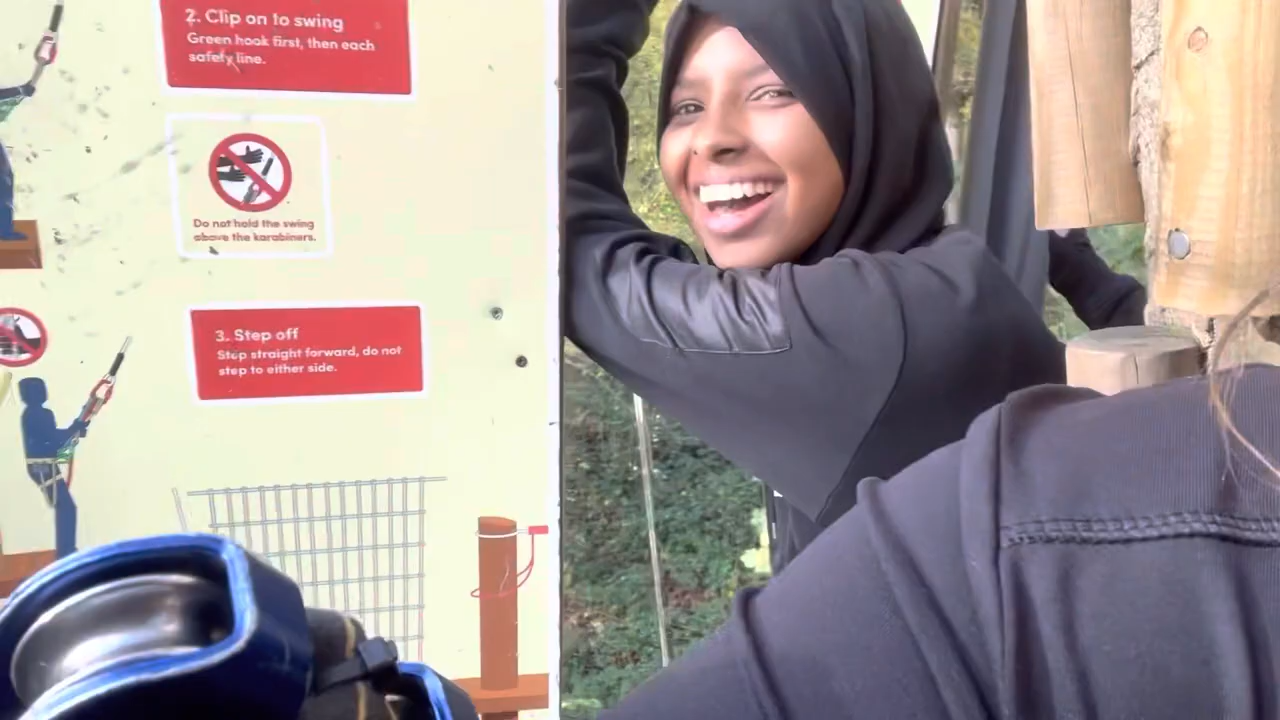 2. Clip on to swing
Green hook first, then each
safety line.
Do not hold the swing
above the karabiners.
3. Step off
Step straight forward, do not
step to either side.